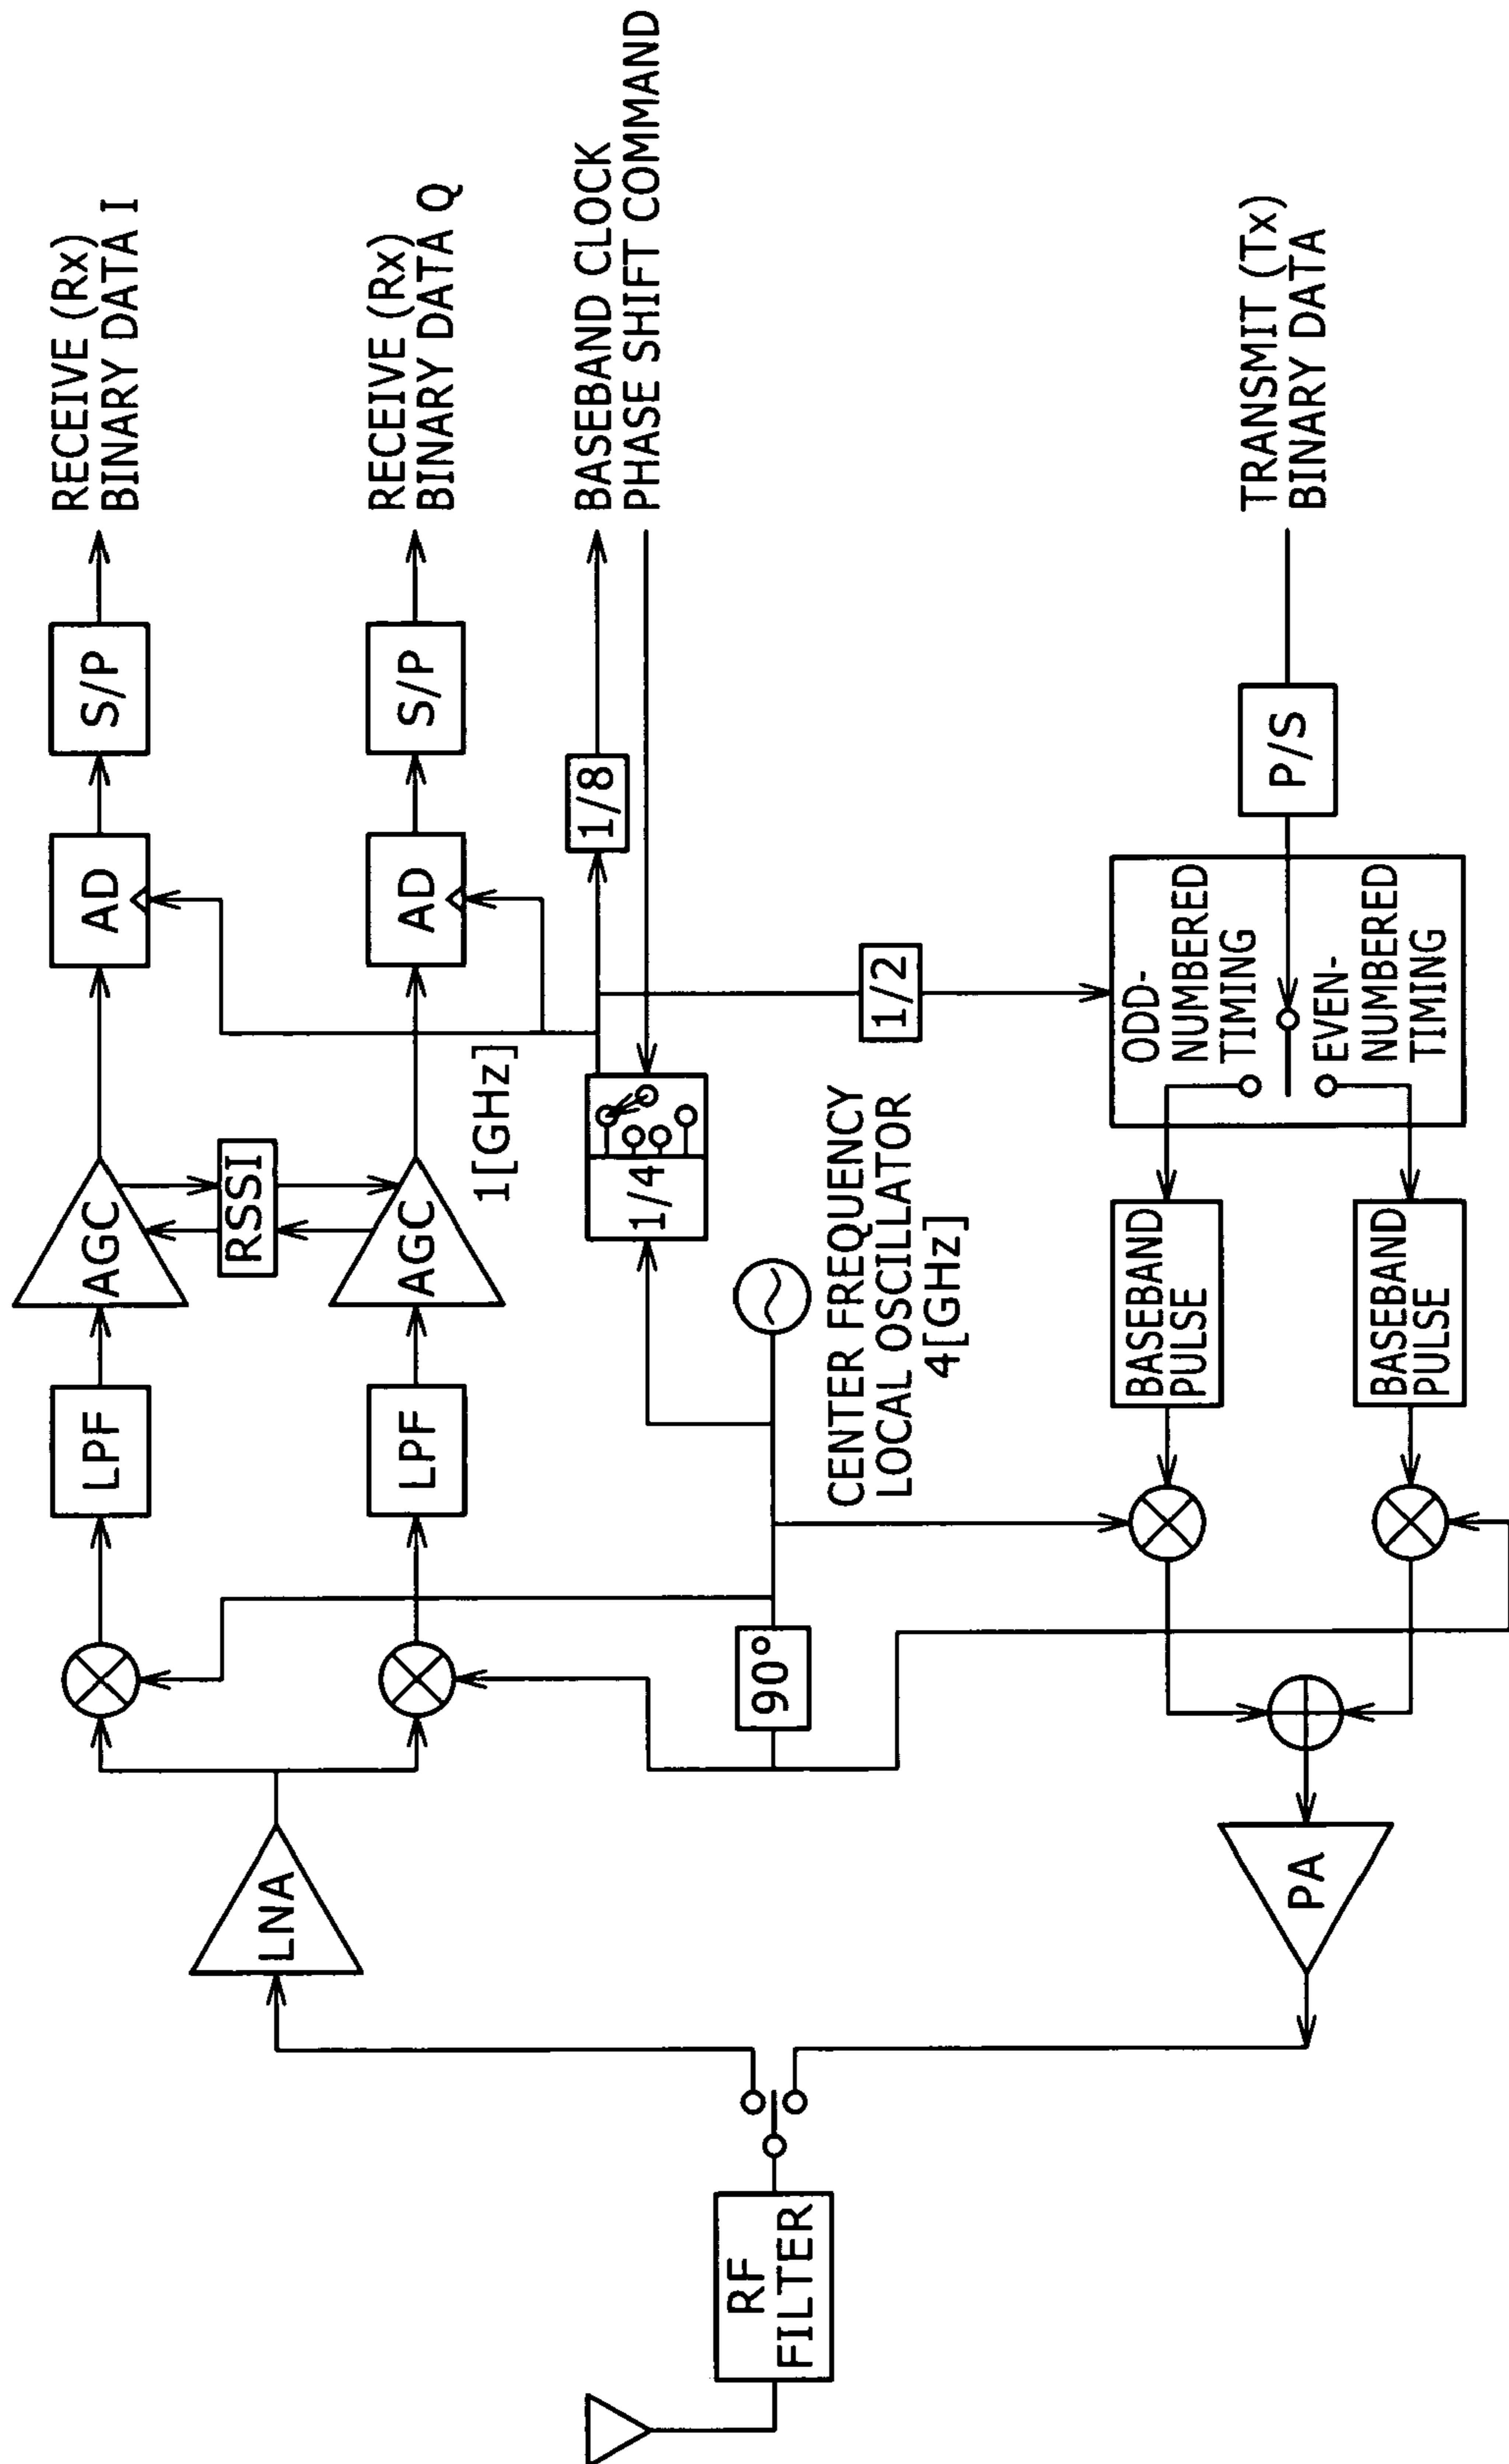 RECEIVE (Rx)
BINARY DATA I
S/P
AD
AGC
LPF
RECEIVE (Rx)
BINARY DATA Q
S/P
AD
RSSI
AGC
LPF
LNA
1[GHz]
BASEBAND CLOCK
PHASE SHIFT COMMAND
1/8
1/4
1/2
CENTER FREQUENCY
LOCAL OSCILLATOR
4[GHz]
90°
RF
FILTER
TRANSMIT (Tx)
BINARY DATA
P/S
ODD-
NUMBERED
TIMING
EVEN-
NUMBERED
TIMING
BASEBAND
PULSE
BASEBAND
PULSE
PA